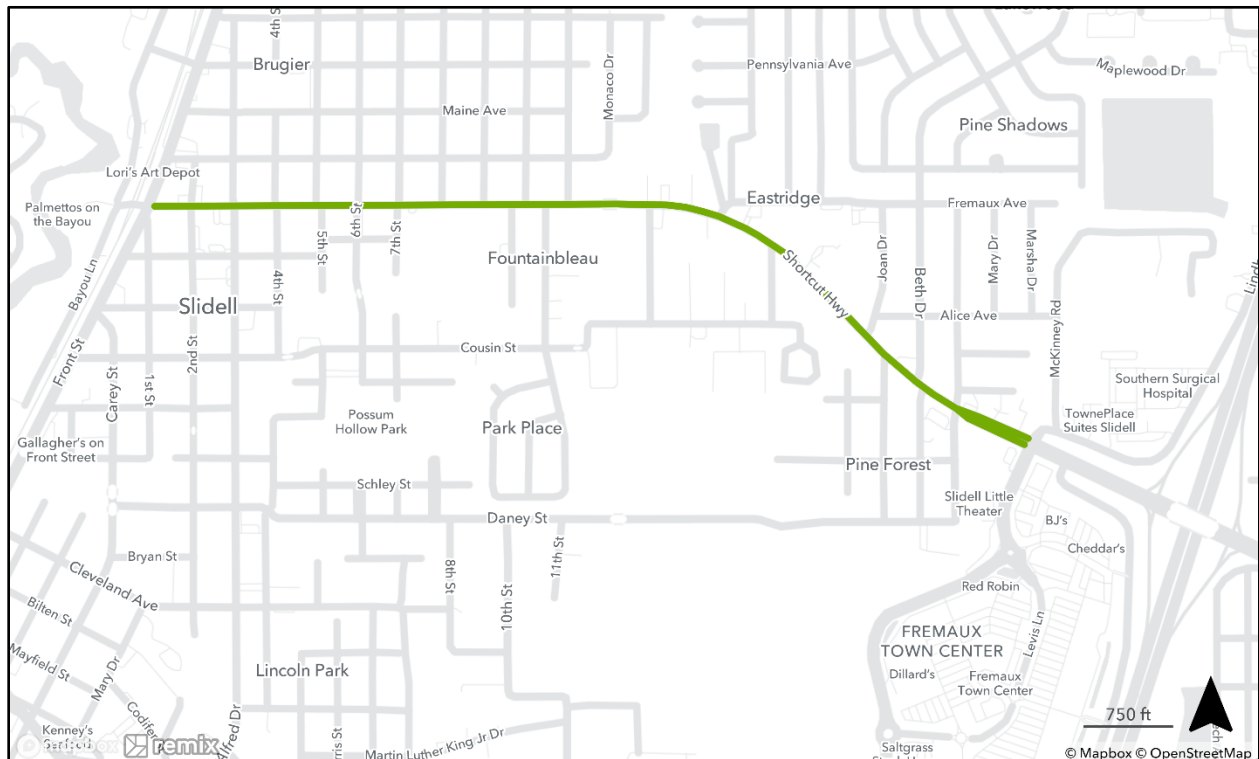 4th S
Brugier
Monaco Dr
Pennsylvania Ave
Maplewood Dr
Maine Ave
Pine Shadows
Lori's Art Depot
Palmettos on
the Bayou
Eastridge
Fremaux Ave
5th St
6th St
7th St
Fountainbleau
Shortcut Hwy
Joan Dr
Beth Dr
Mary Dr
Marsha Dr
Bayou Ln
4th St
Slidell
Alice Ave
McKinney Rd
Front St
2nd St
Cousin St
Carey St
1st St
Southern Surgical
Hospital
Possum
Hollow Park
Park Place
TownePlace
Suites Slidell
Gallagher's on
Front Street
Pine Forest
Schley St
Slidell Little
Theater
Daney St
BJ's
Cheddar's
Bryan St
Cleveland Ave
8th St
10th St
11th St
Red Robin
Bilten St
FREMAUX
TOWN CENTER
Levis Ln
Mayfield St
Mary Dr
Lincoln Park
Dillard's
Fremaux
Town Center
750 ft
Kenney's
remix
Martin Luther King Jr Dr
Saltgrass
© Mapbox © OpenStreetMap